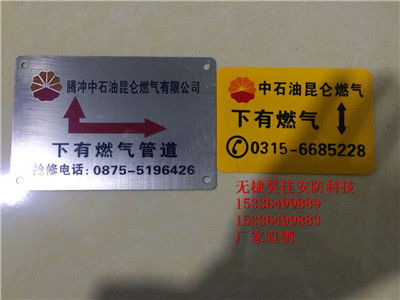 腾冲中石油昆仑燃气有限公司
下有燃气管道
抢修电话:0875-5196426
中石油昆仑燃气
下有燃气
0315-6685228
无棣昊佳安防科技
15336499889
15336499883
厂家直销